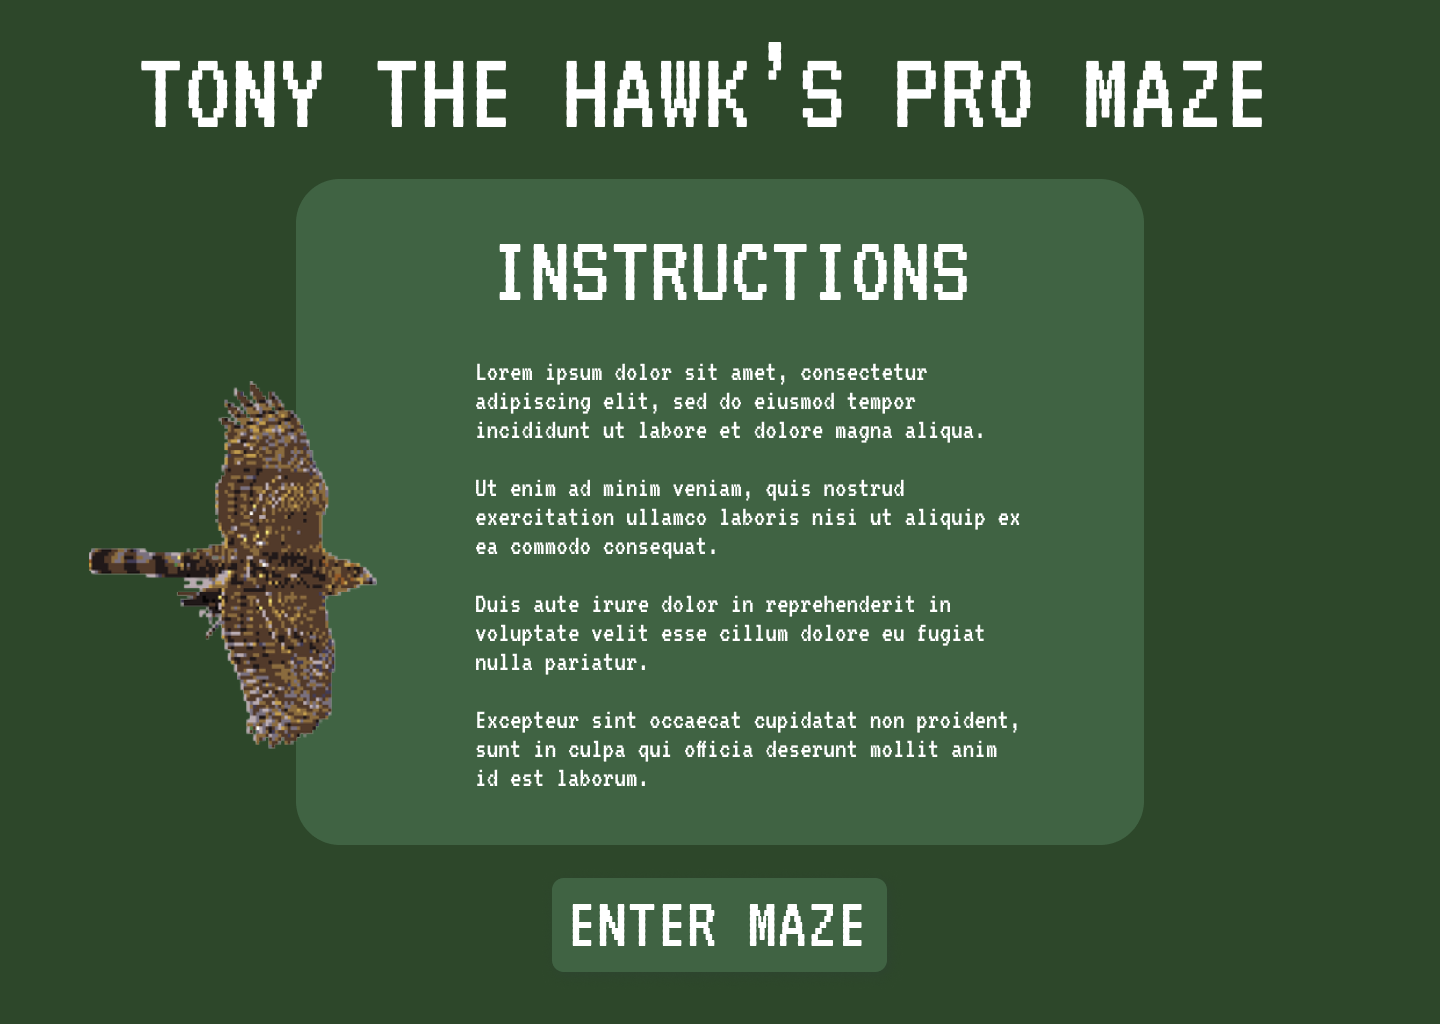 TONY THE HAWK'S PRO MAZE
INSTRUCTIONS
Lorem ipsum dolor sit amet, consectetur
adipiscing elit, sed do eiusmod tempor
incididunt ut labore et dolore magna aliqua.
Ut enim ad minim veniam, quis nostrud
exercitation ullamco laboris nisi ut aliquip ex
ea commodo consequat.
Duis aute irure dolor in reprehenderit in
voluptate velit esse cillum dolore eu fugiat
nulla pariatur.
Excepteur sint occaecat cupidatat non proident,
sunt in culpa qui officia deserunt mollit anim
id est laborum.
ENTER MAZE